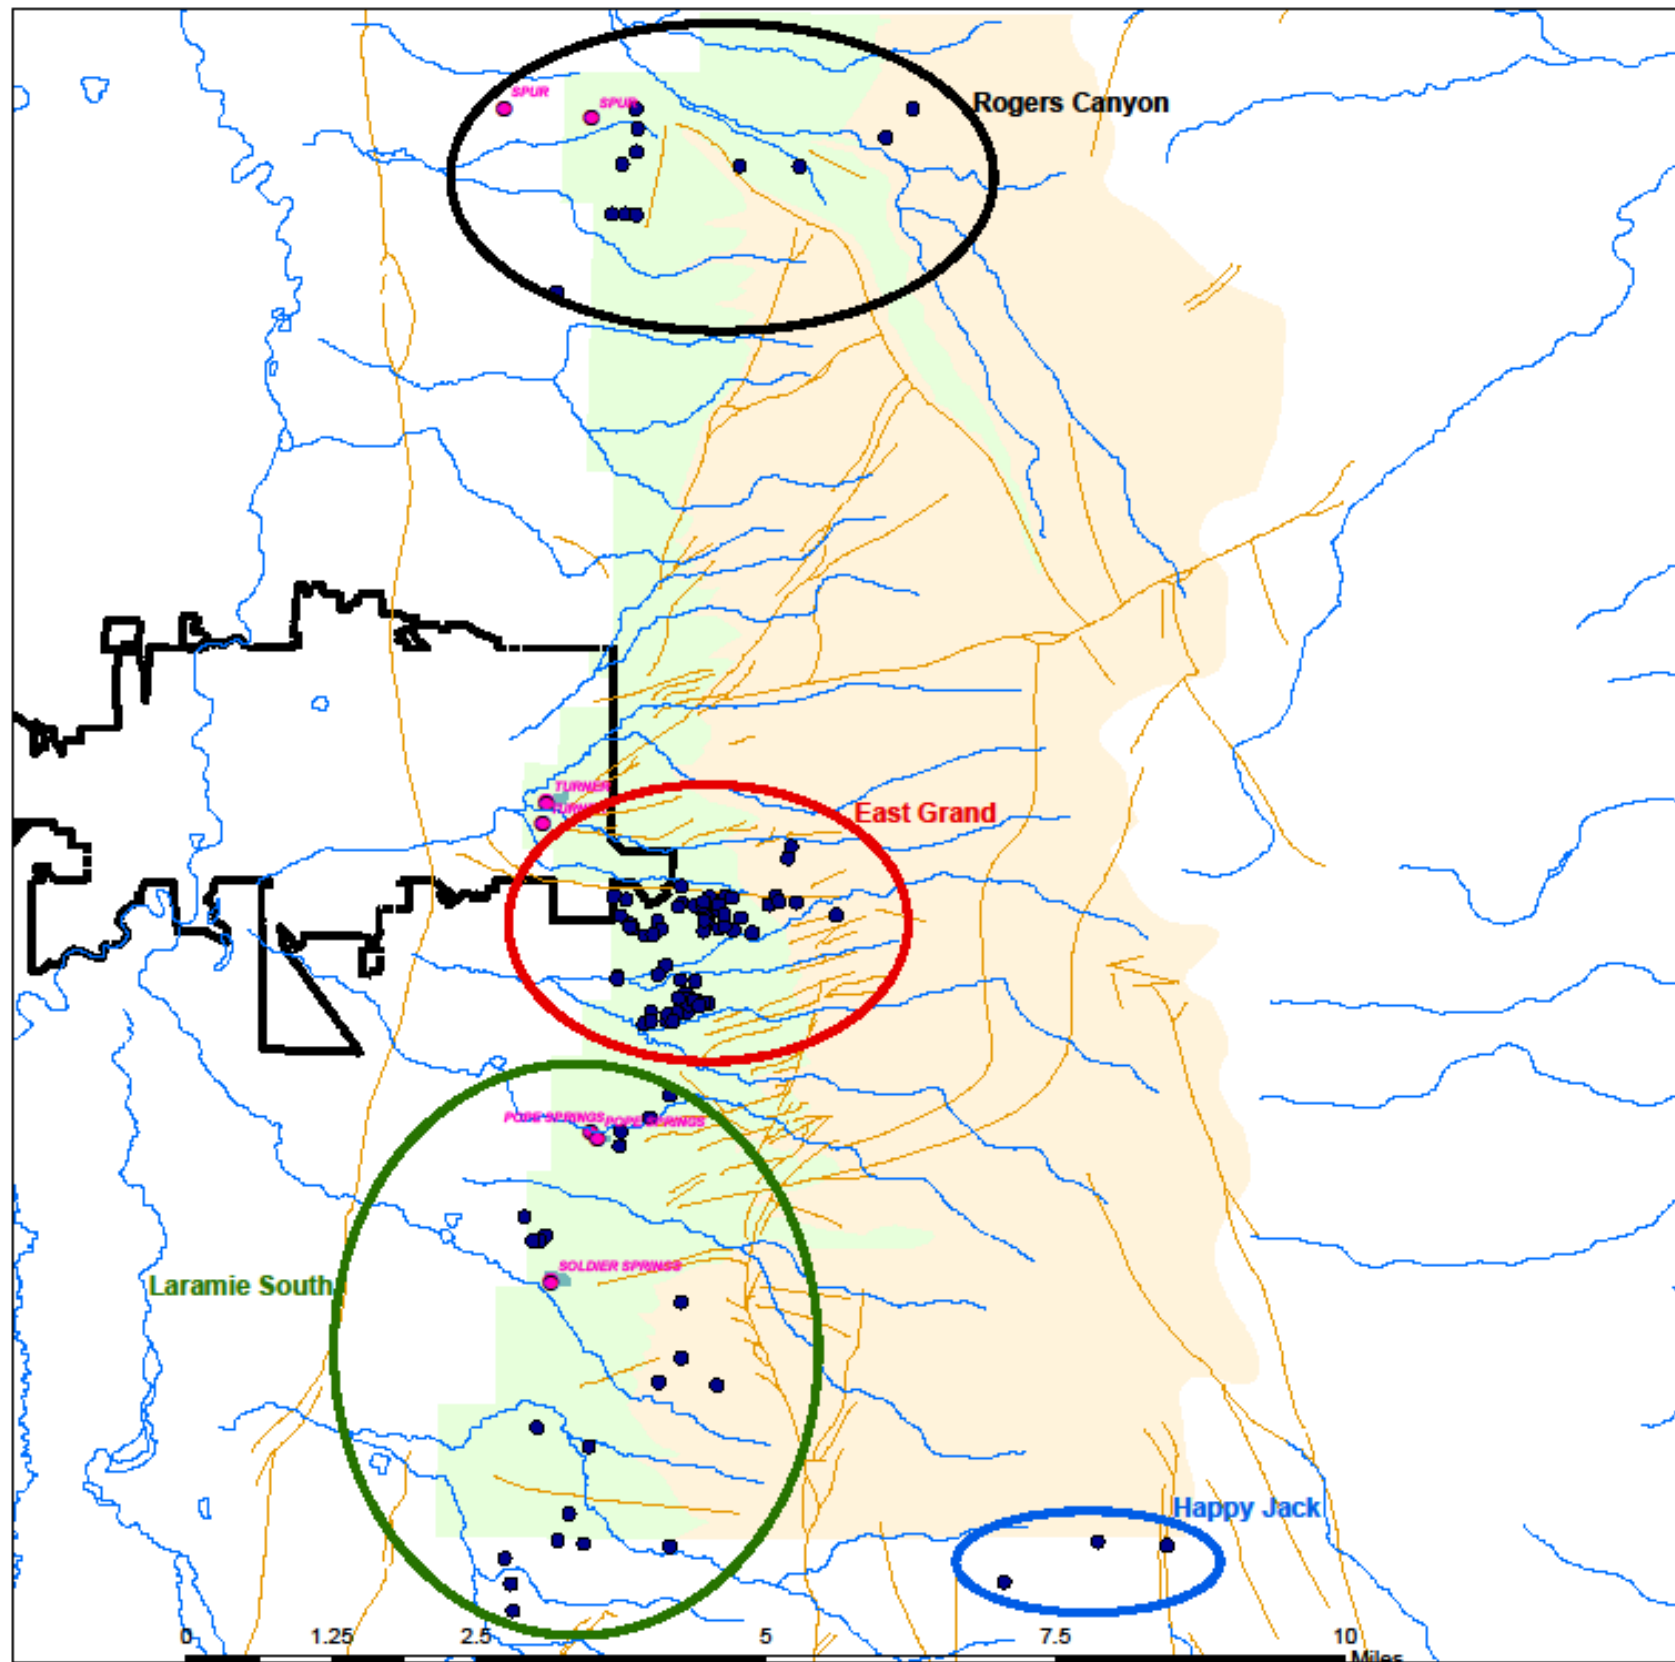 SPUR
SPUR
Rogers Canyon
TURNER
TURNER
East Grand
POPE SPRINGS
POPE SPRINGS
SOLDIER SPRINGS
Laramie South
Happy Jack
0 1.25 2.5 5 7.5 10
Miles